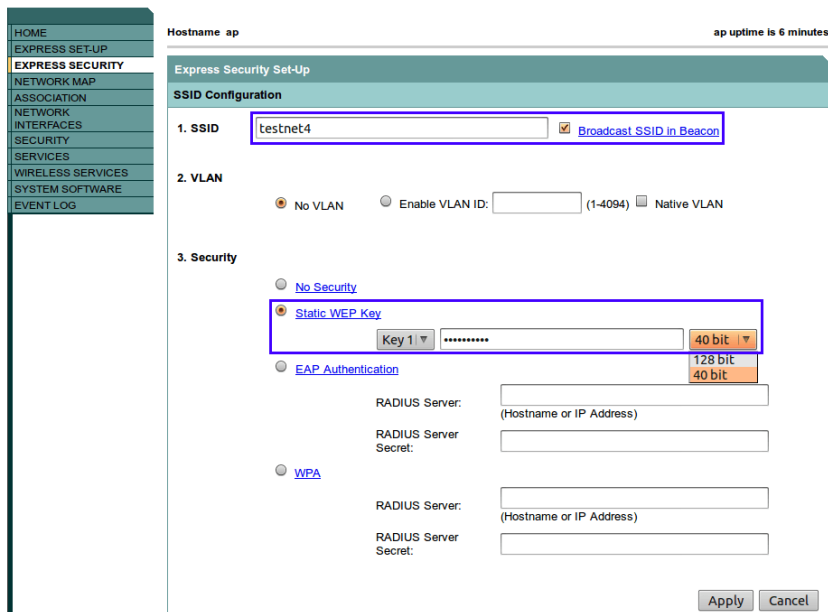 HOME
EXPRESS SET-UP
EXPRESS SECURITY
NETWORK MAP
ASSOCIATION
NETWORK
INTERFACES
SECURITY
SERVICES
WIRELESS SERVICES
SYSTEM SOFTWARE
EVENT LOG
Hostname ap
ap uptime is 6 minutes
Express Security Set-Up
SSID Configuration
1. SSID testnet4 Broadcast SSID in Beacon
2. VLAN
No VLAN Enable VLAN ID: (1-4094) Native VLAN
3. Security
No Security
Static WEP Key
Key 1 •••••••••• 40 bit
128 bit
40 bit
EAP Authentication
RADIUS Server:
(Hostname or IP Address)
RADIUS Server
Secret:
WPA
RADIUS Server:
(Hostname or IP Address)
RADIUS Server
Secret:
Apply Cancel